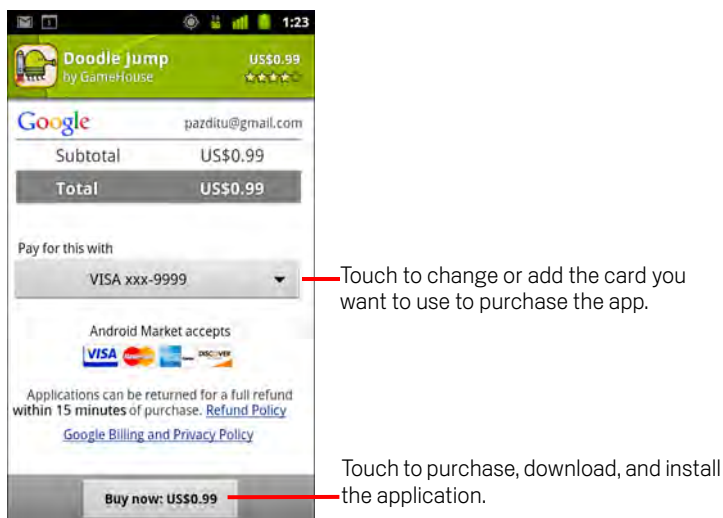 1:23
Doodle Jump
US$0.99
by GameHouse
Google
pazditu@gmail.com
Subtotal US$0.99
Total US$0.99
Pay for this with
VISA xxx-9999
Touch to change or add the card you
want to use to purchase the app.
Android Market accepts
VISA MasterCard DISCOVER
Applications can be returned for a full refund
within 15 minutes of purchase. Refund Policy
Google Billing and Privacy Policy
Touch to purchase, download, and install
the application.
Buy now: US$0.99